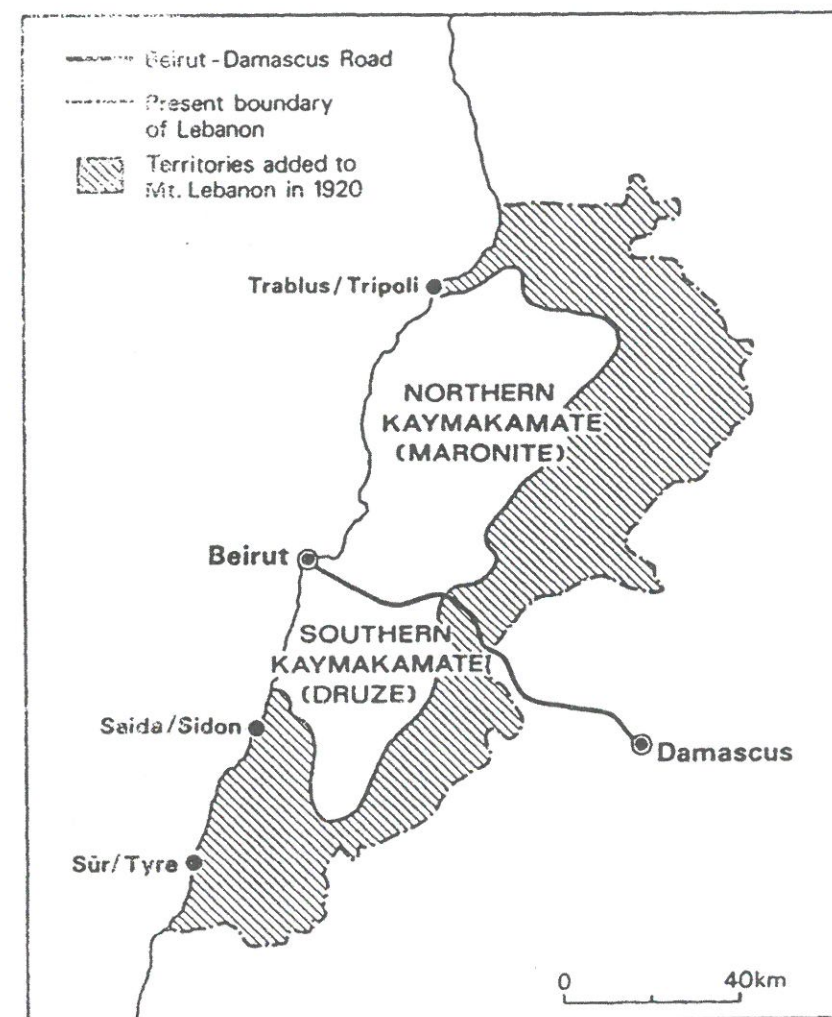 Beirut-Damascus Road
Present boundary
of Lebanon
Territories added to
Mt. Lebanon in 1920
Trablus/Tripoli
NORTHERN
KAYMAKAMATE
(MARONITE)
Beirut
SOUTHERN
KAYMAKAMATE
(DRUZE)
Saida/Sidon
Damascus
Sūr/Tyre
0 40km